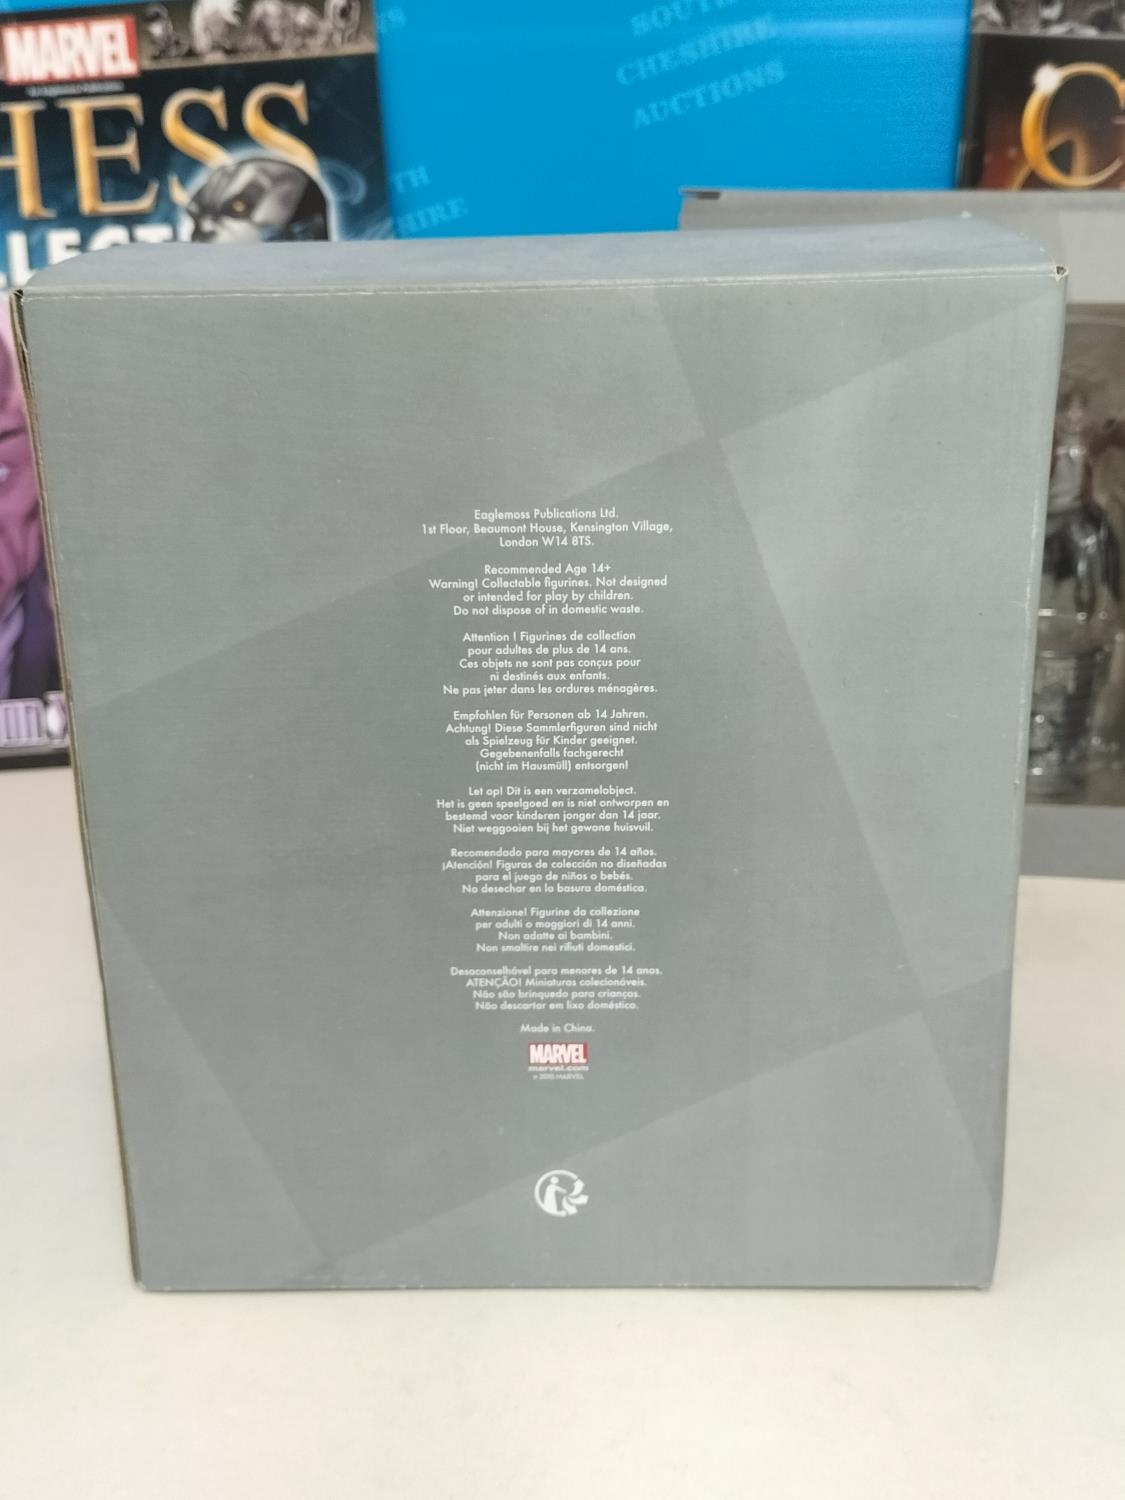 MARVEL
HESS
SOUTH
CHESHIRE
AUCTIONS
Eaglemoss Publications Ltd.
1st Floor, Beaumont House, Kensington Village,
London W14 8TS.
Recommended Age 14+
Warning! Collectable figurines. Not designed
or intended for play by children.
Do not dispose of in domestic waste.
Attention ! Figurines de collection
pour adultes de plus de 14 ans.
Ces objets ne sont pas conçus pour
ni destinés aux enfants.
Ne pas jeter dans les ordures ménagères.
Empfohlen für Personen ab 14 Jahren.
Achtung! Diese Sammlerfiguren sind nicht
als Spielzeug für Kinder geeignet.
Gegebenenfalls fachgerecht
(nicht im Hausmüll) entsorgen!
Let op! Dit is een verzamelobject.
Het is geen speelgoed en is niet ontworpen en
bestemd voor kinderen jonger dan 14 jaar.
Niet weggooien bij het gewone huisvuil.
Recomendado para mayores de 14 años.
¡Atención! Figuras de colección no diseñadas
para el juego de niños o bebés.
No desechar en la basura doméstica.
Attenzione! Figurine da collezione
per adulti o maggiori di 14 anni.
Non adatte ai bambini.
Non smaltire nei rifiuti domestici.
Desaconselhável para menores de 14 anos.
ATENÇÃO! Miniaturas colecionáveis.
Não são brinquedo para crianças.
Não descartar em lixo doméstico.
Made in China.
MARVEL
marvel.com
© 2015 MARVEL